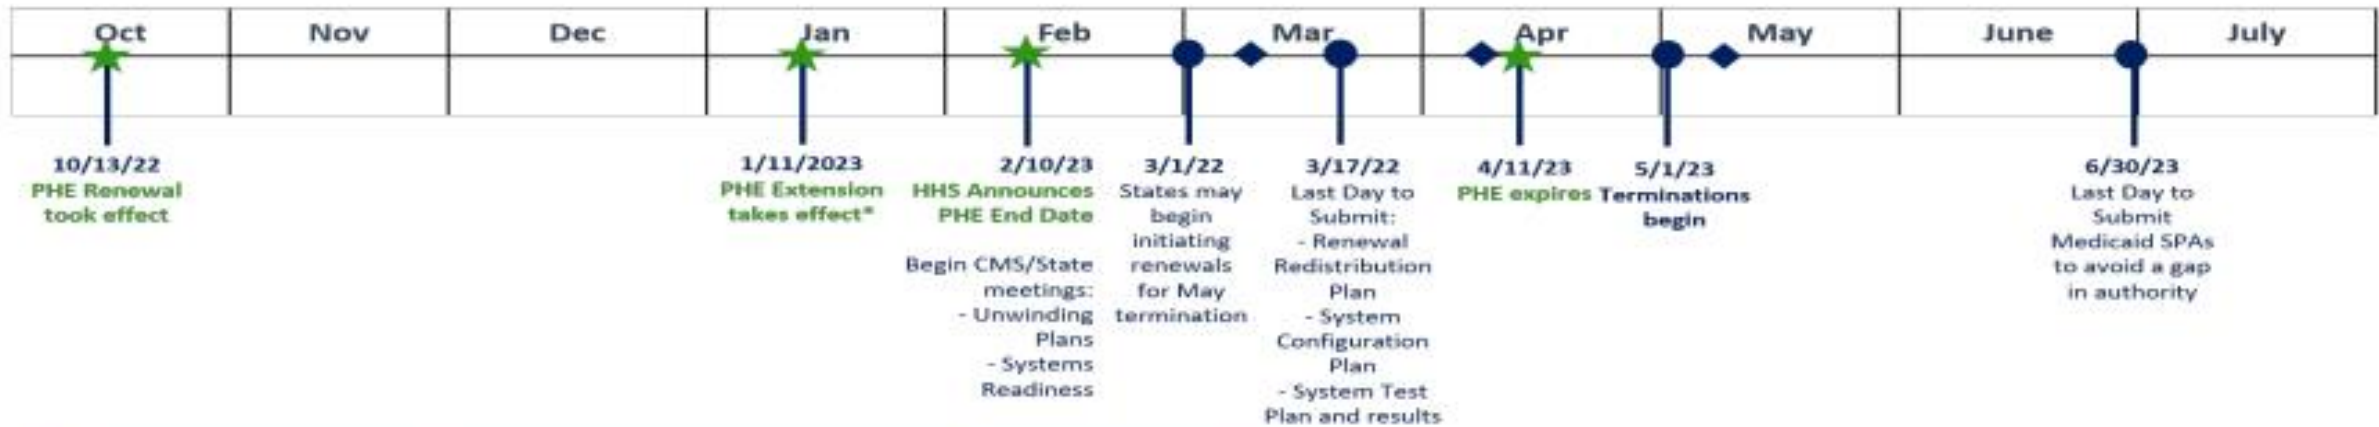 Oct
Nov
Dec
Jan
Feb
Mar
Apr
May
June
July
10/13/22
PHE Renewal
took effect
1/11/2023
PHE Extension
takes effect*
2/10/23
HHS Announces
PHE End Date
Begin CMS/State
meetings:
- Unwinding
Plans
- Systems
Readiness
3/1/22
States may
begin
initiating
renewals
for May
termination
3/17/22
Last Day to
Submit:
- Renewal
Redistribution
Plan
- System
Configuration
Plan
- System Test
Plan and results
4/11/23
PHE expires
5/1/23
Terminations
begin
6/30/23
Last Day to
Submit
Medicaid SPAs
to avoid a gap
in authority